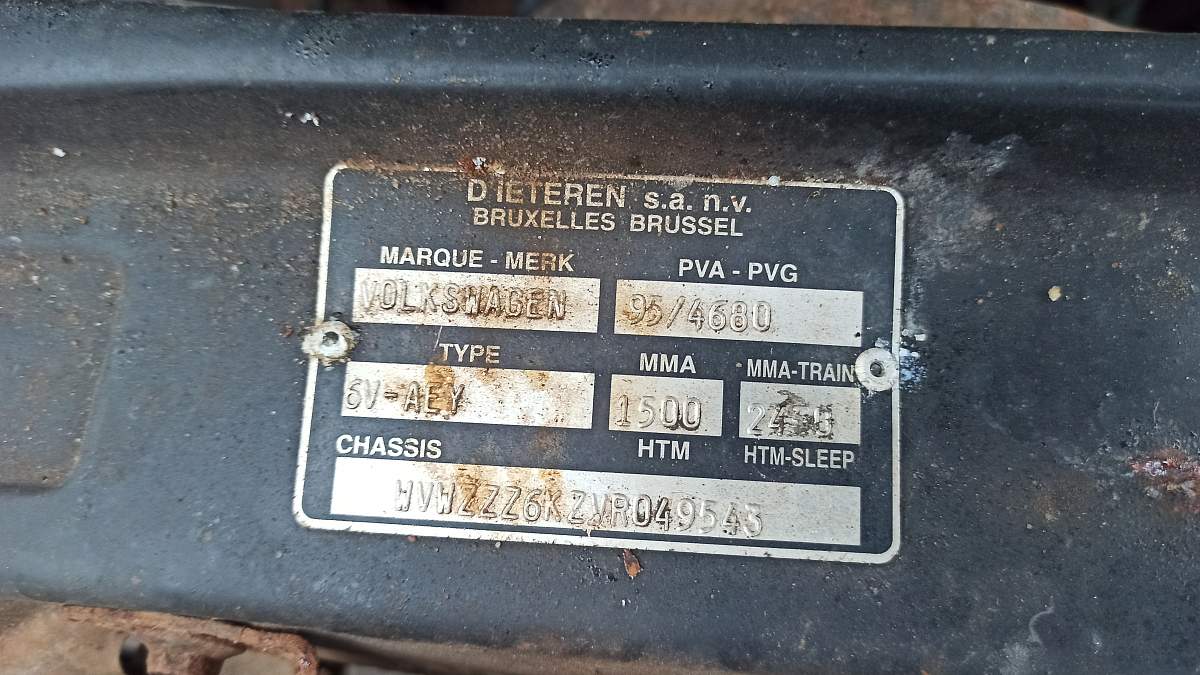 D'IETEREN s.a. n.v.
BRUXELLES BRUSSEL
MARQUE - MERK PVA - PVG
VOLKSWAGEN 95/4680
TYPE MMA MMA-TRAIN
6V-AEY 1500
CHASSIS HTM HTM-SLEEP
WVWZZZ6KZVR049543